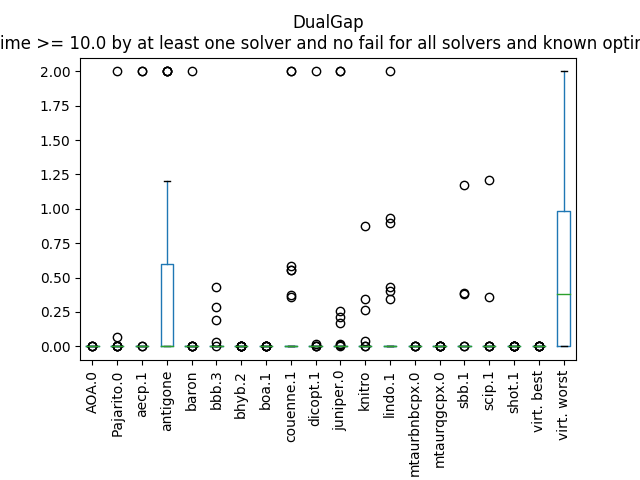 DualGap
ime >= 10.0 by at least one solver and no fail for all solvers and known optir
2.00
1.75
1.50
1.25
1.00
0.75
0.50
0.25
0.00
AOA.0
Pajarito.0
aecp.1
antigone
baron
bbb.3
bhyb.2
boa.1
couenne.1
dicopt.1
juniper.0
knitro
lindo.1
mtaurbnbcpx.0
mtaurqgcpx.0
sbb.1
scip.1
shot.1
virt. best
virt. worst